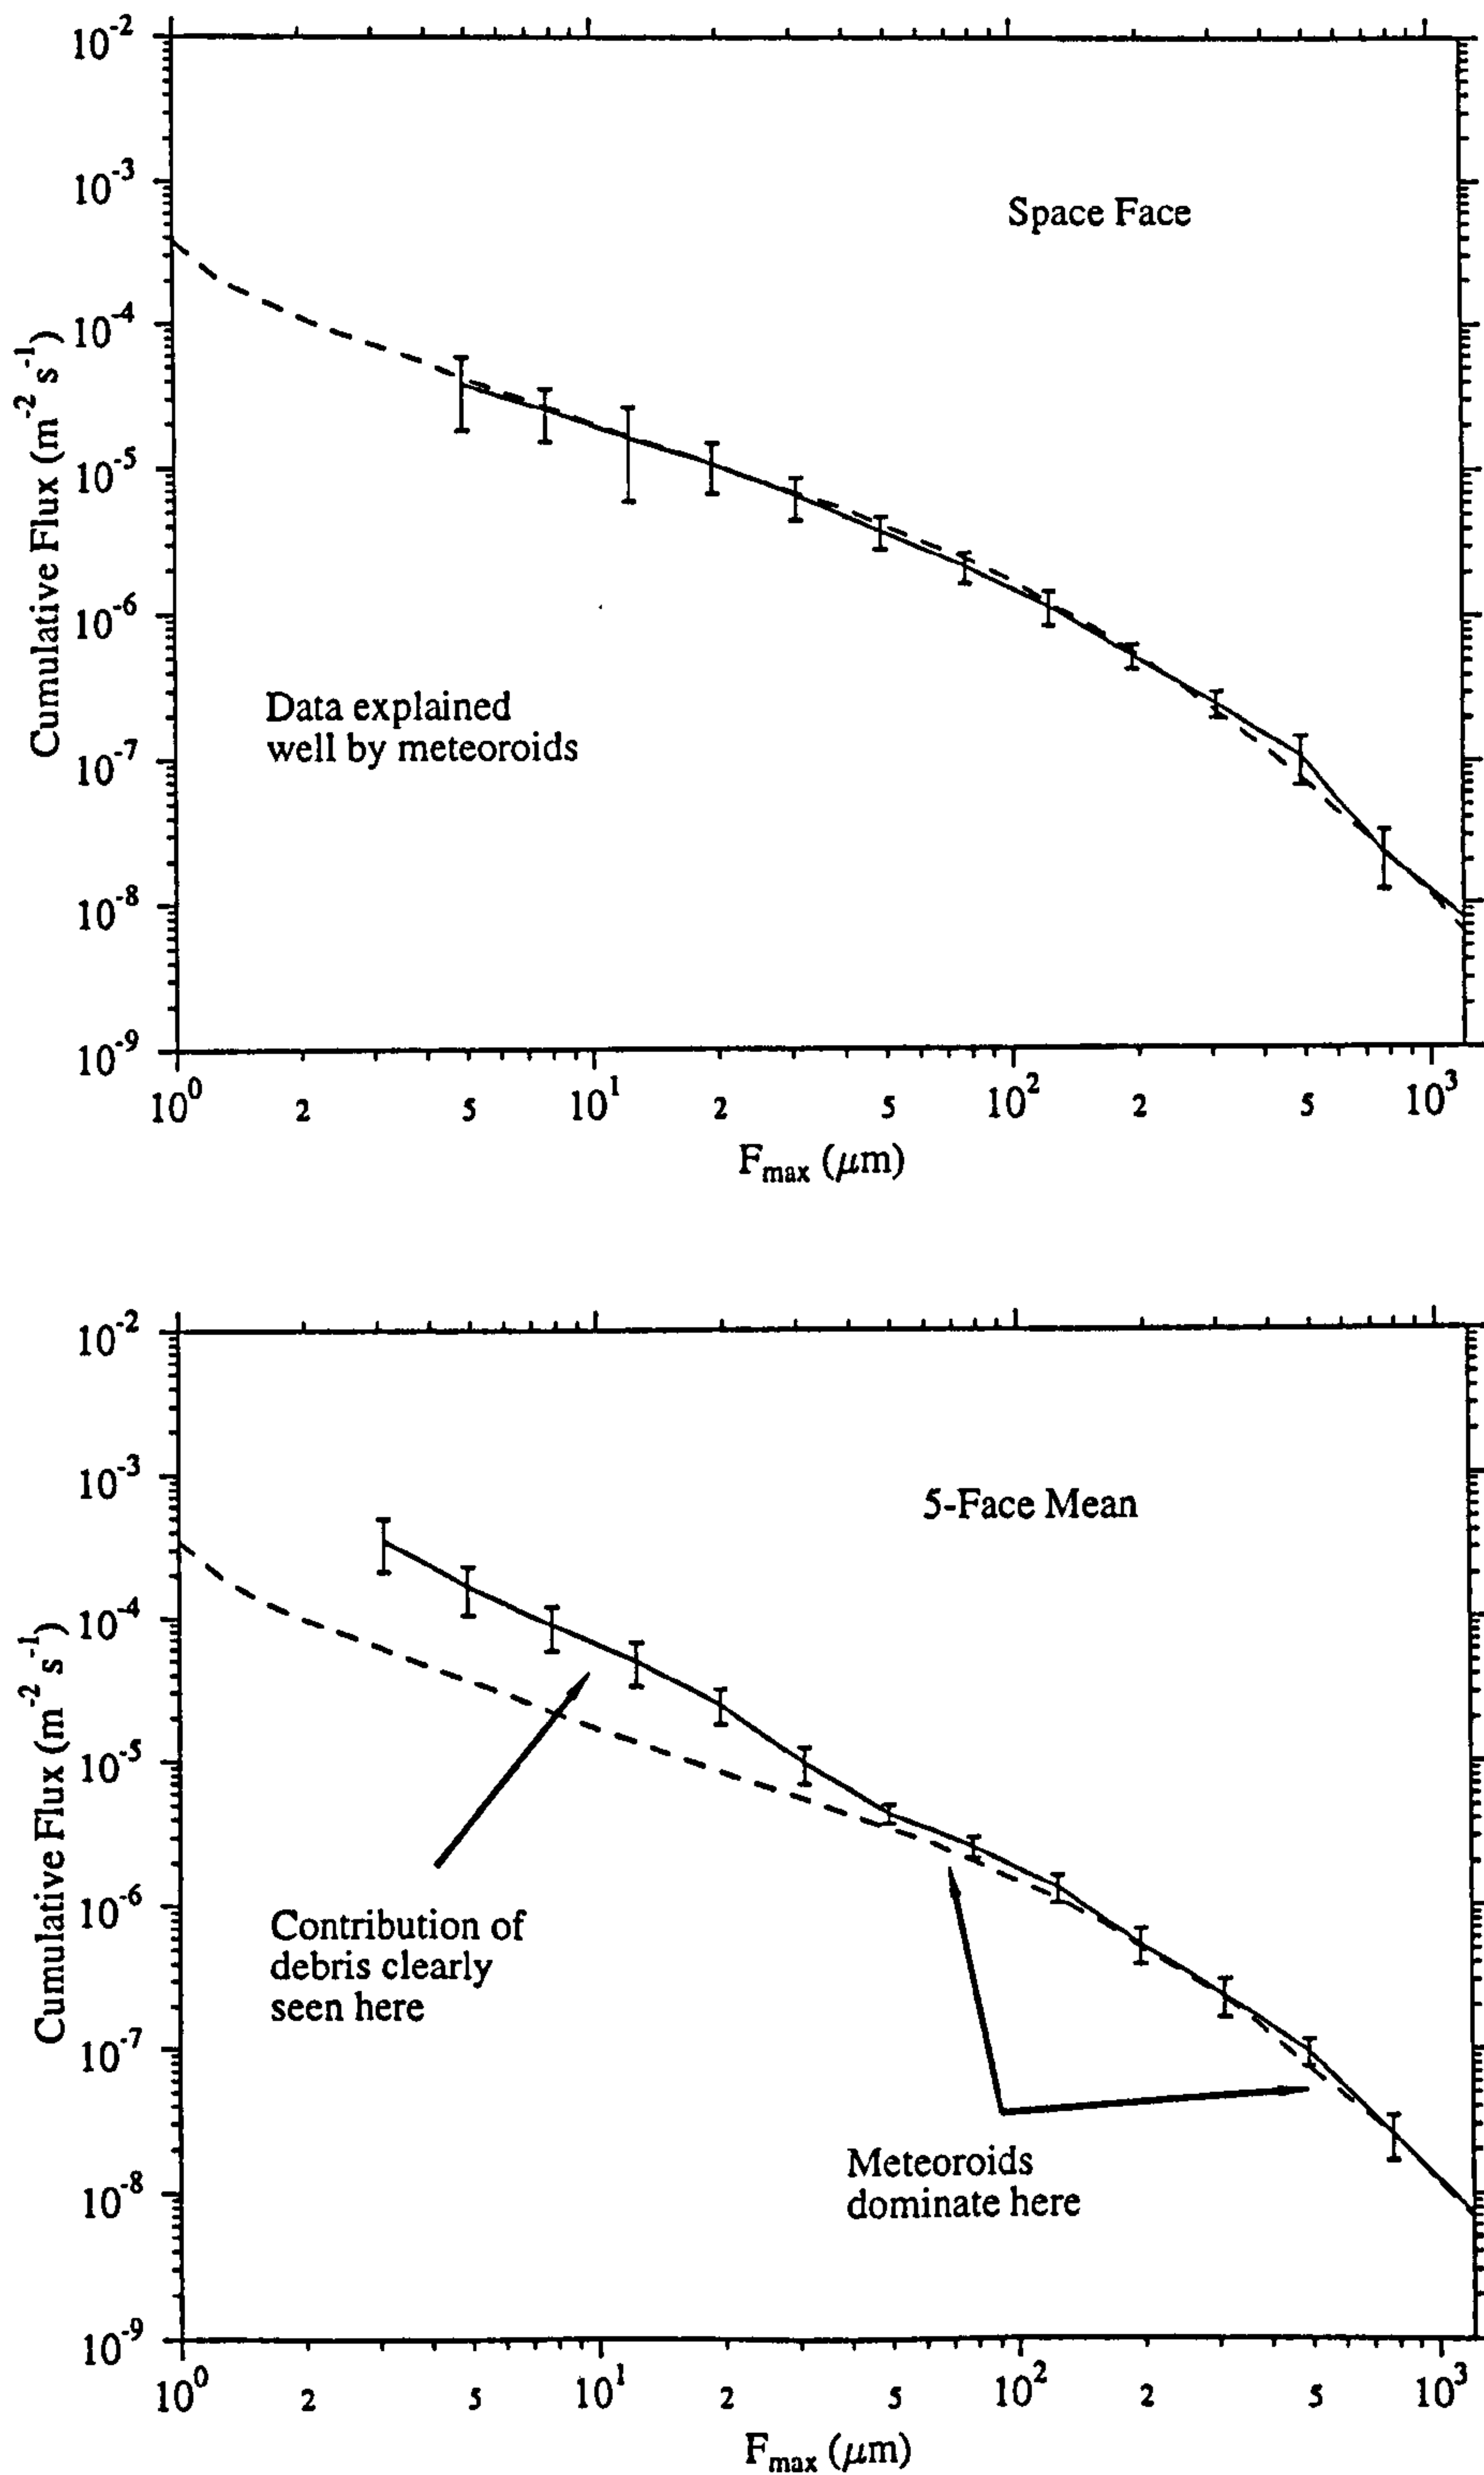 10^-2
10^-3
10^-4
10^-5
10^-6
10^-7
10^-8
10^-9
Cumulative Flux (m^-2 s^-1)
Space Face
Data explained
well by meteoroids
10^0 2 5 10^1 2 5 10^2 2 5 10^3
F_max (μm)
10^-2
10^-3
10^-4
10^-5
10^-6
10^-7
10^-8
10^-9
Cumulative Flux (m^-2 s^-1)
5-Face Mean
Contribution of
debris clearly
seen here
Meteoroids
dominate here
10^0 2 5 10^1 2 5 10^2 2 5 10^3
F_max (μm)